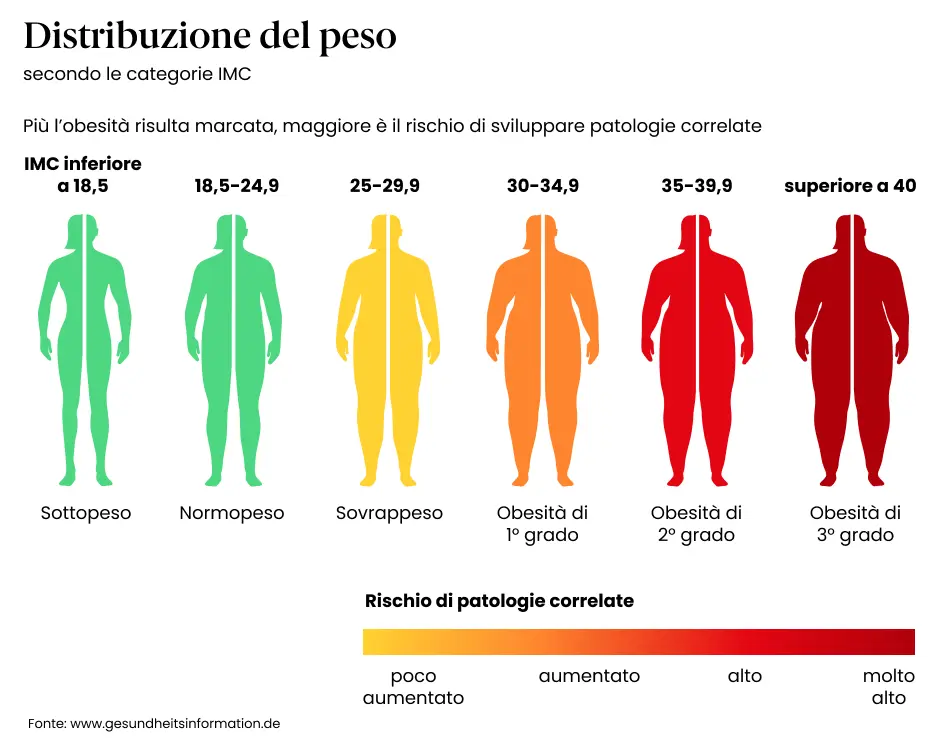 Distribuzione del peso
secondo le categorie IMC
Più l’obesità risulta marcata, maggiore è il rischio di sviluppare patologie correlate
IMC inferiore
a 18,5
18,5-24,9
25-29,9
30-34,9
35-39,9
superiore a 40
Sottopeso
Normopeso
Sovrappeso
Obesità di
1° grado
Obesità di
2° grado
Obesità di
3° grado
Rischio di patologie correlate
poco
aumentato
aumentato
alto
molto
alto
Fonte: www.gesundheitsinformation.de